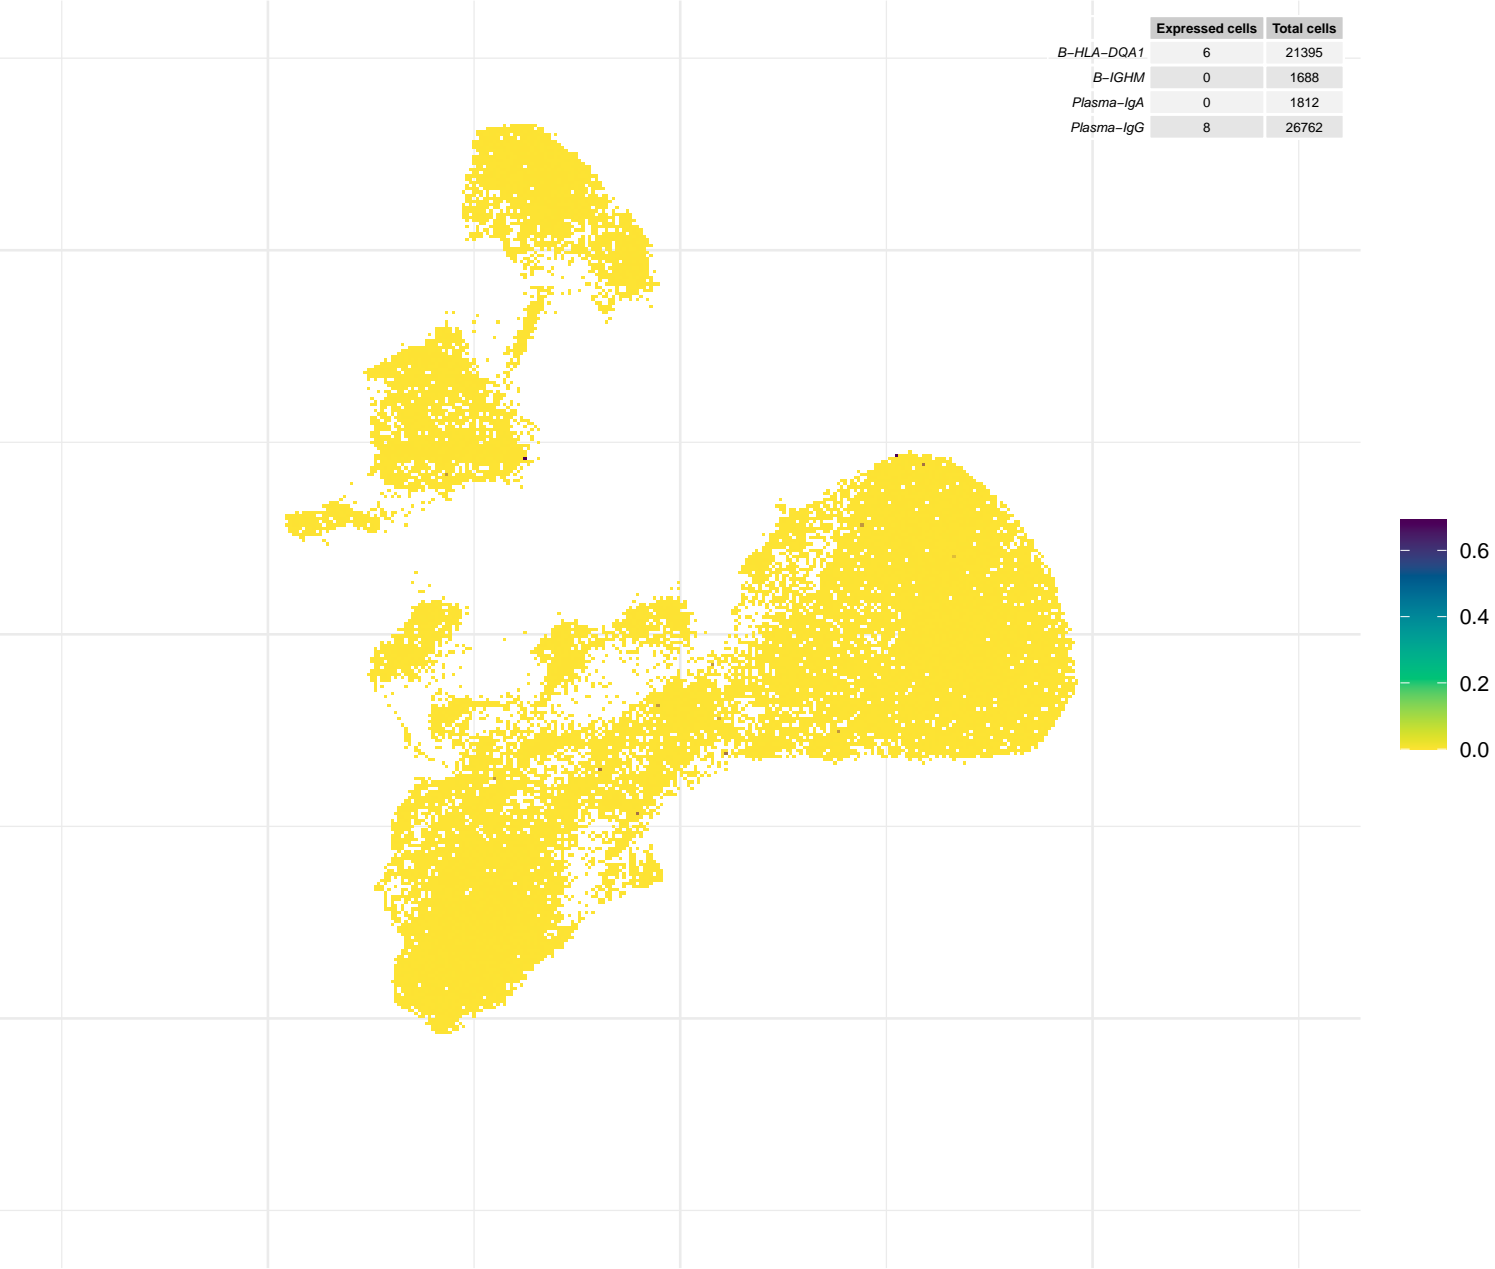 Expressed cells Total cells
B−HLA−DQA1 6 21395
B−IGHM 0 1688
Plasma−IgA 0 1812
Plasma−IgG 8 26762
0.6
0.4
0.2
0.0